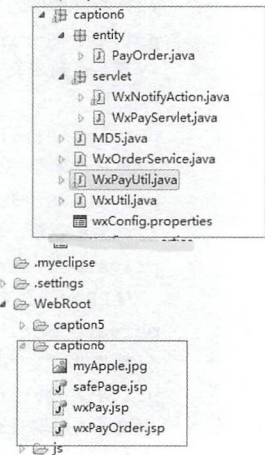 caption6
entity
PayOrder.java
servlet
WxNotifyAction.java
WxPayServlet.java
MD5.java
WxOrderService.java
WxPayUtil.java
WxUtil.java
wxConfig.properties
.myeclipse
.settings
WebRoot
caption5
caption6
myApple.jpg
safePage.jsp
wxPay.jsp
wxPayOrder.jsp
js